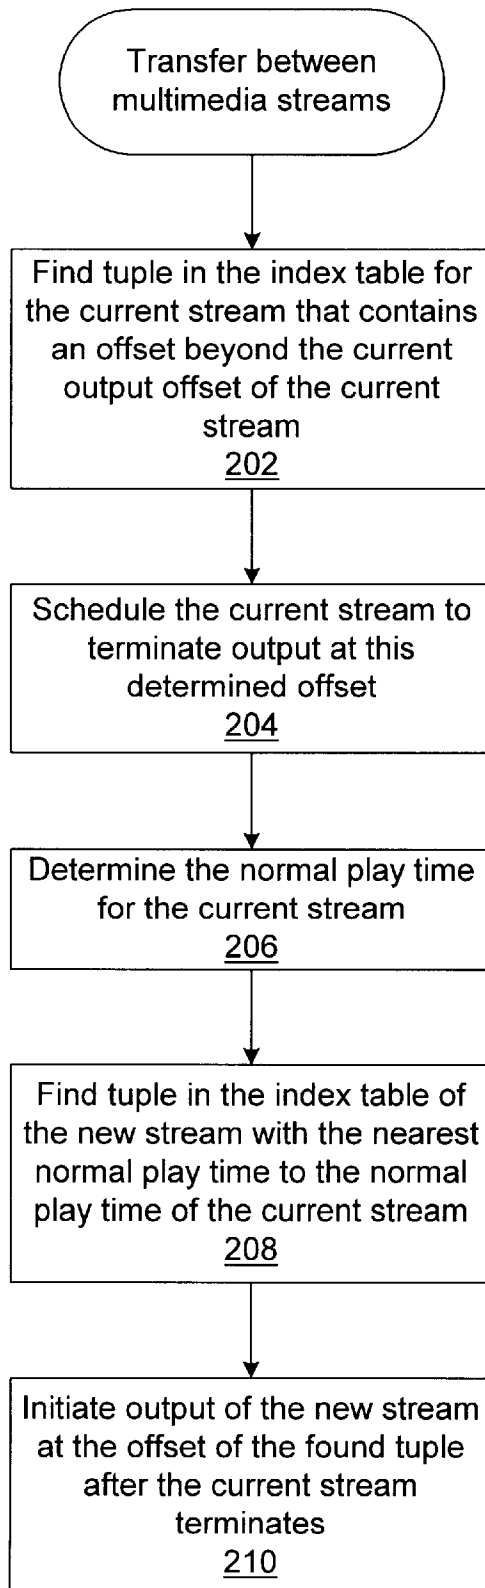 Transfer between
multimedia streams
Find tuple in the index table for
the current stream that contains
an offset beyond the current
output offset of the current
stream
202
Schedule the current stream to
terminate output at this
determined offset
204
Determine the normal play time
for the current stream
206
Find tuple in the index table of
the new stream with the nearest
normal play time to the normal
play time of the current stream
208
Initiate output of the new stream
at the offset of the found tuple
after the current stream
terminates
210